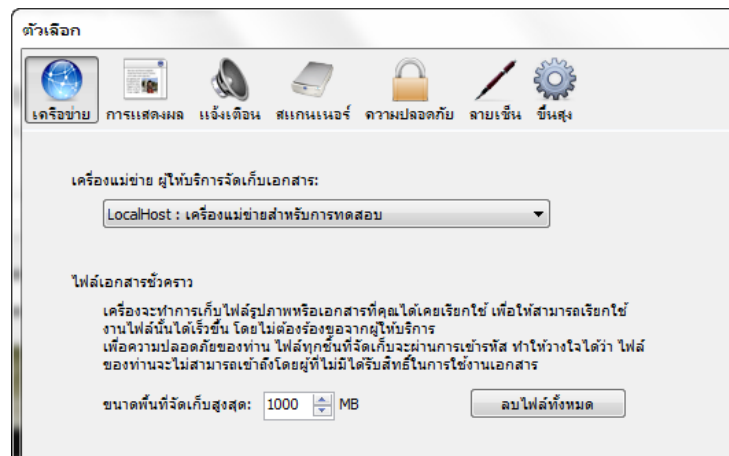 ตัวเลือก
เครือข่าย การแสดงผล แจ้งเตือน สแกนเนอร์ ความปลอดภัย ลายเซ็น ขั้นสูง
เครื่องแม่ข่าย ผู้ให้บริการจัดเก็บเอกสาร:
LocalHost : เครื่องแม่ข่ายสำหรับการทดสอบ
ไฟล์เอกสารชั่วคราว
เครื่องจะทำการเก็บไฟล์รูปภาพหรือเอกสารที่คุณได้เคยเรียกใช้ เพื่อให้สามารถเรียกใช้
งานไฟล์นั้นได้เร็วขึ้น โดยไม่ต้องร้องขอจากผู้ให้บริการ
เพื่อความปลอดภัยของท่าน ไฟล์ทุกชิ้นที่จัดเก็บจะผ่านการเข้ารหัส ทำให้วางใจได้ว่า ไฟล์
ของท่านจะไม่สามารถเข้าถึงโดยผู้ที่ไม่มีได้รับสิทธิ์ในการใช้งานเอกสาร
ขนาดพื้นที่จัดเก็บสูงสุด: 1000 MB ลบไฟล์ทั้งหมด